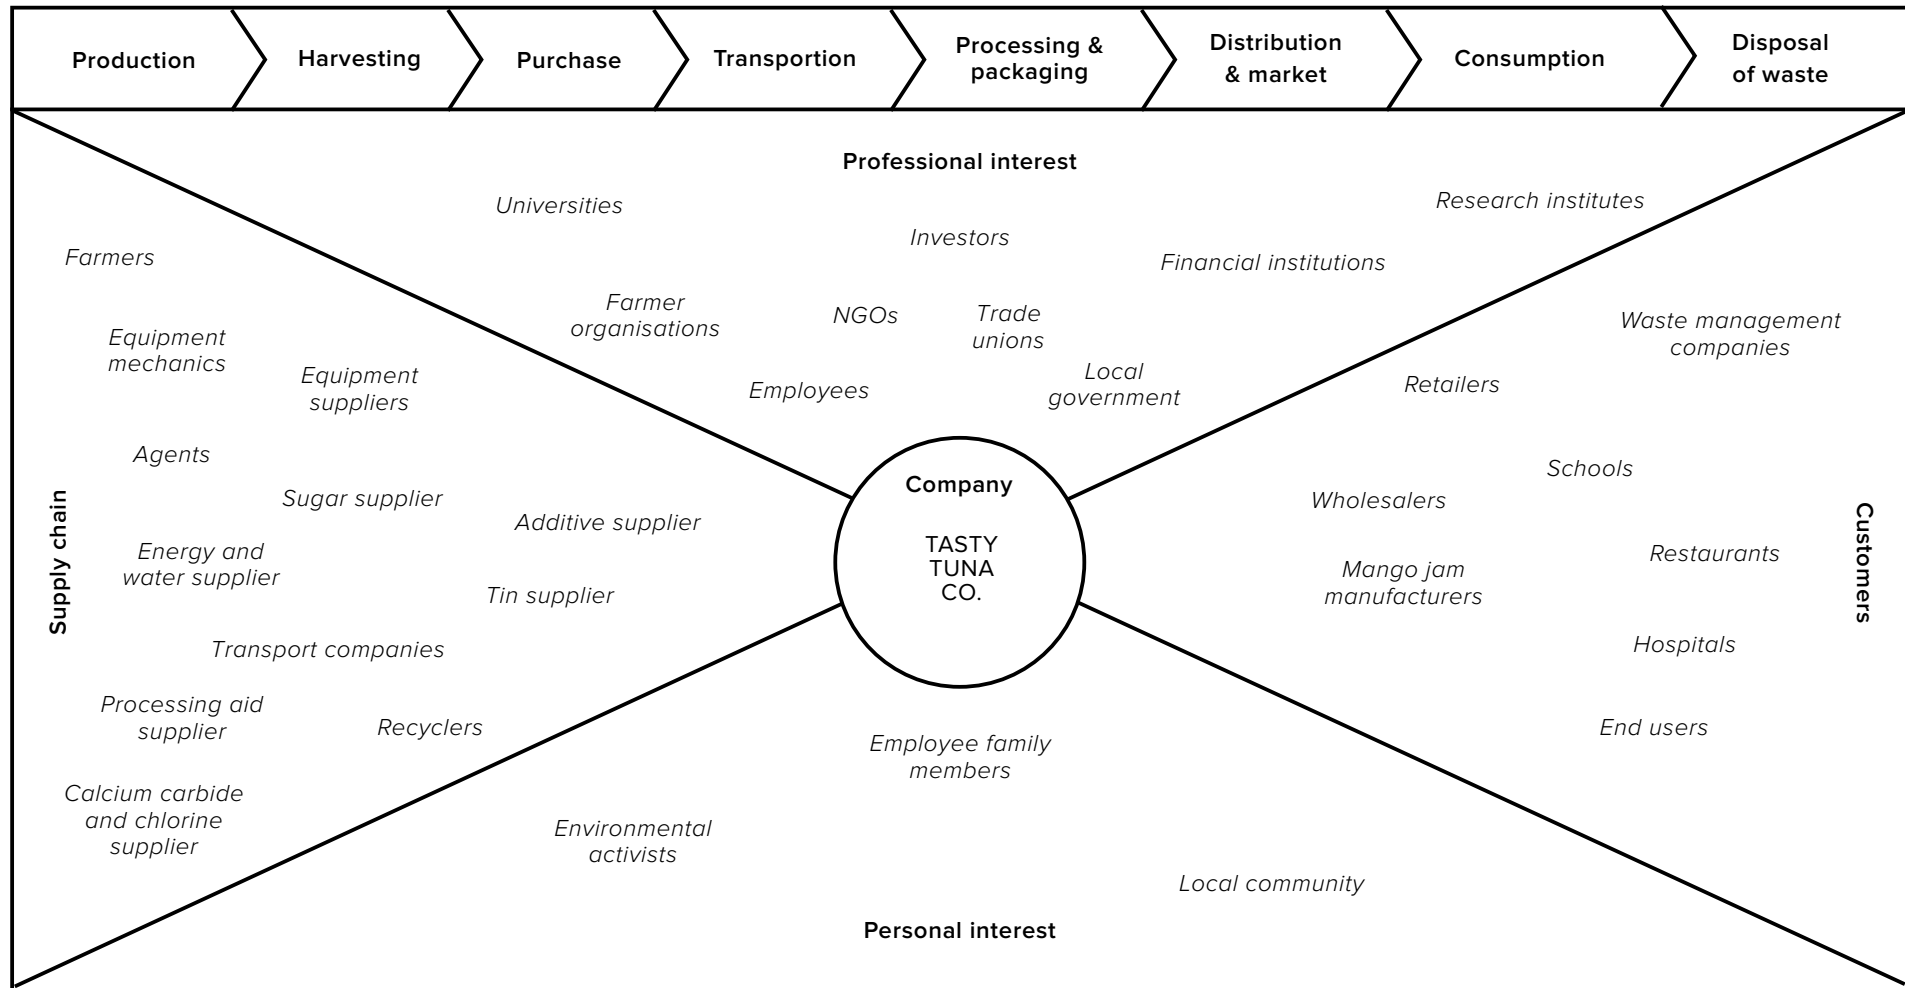 Production
Harvesting
Purchase
Transportion
Processing &
packaging
Distribution
& market
Consumption
Disposal
of waste
Professional interest
Universities
Investors
Research institutes
Financial institutions
Farmer
organisations
NGOs
Trade
unions
Employees
Local
government
Supply chain
Farmers
Equipment
mechanics
Equipment
suppliers
Agents
Sugar supplier
Additive supplier
Energy and
water supplier
Tin supplier
Transport companies
Processing aid
supplier
Recyclers
Calcium carbide
and chlorine
supplier
Company
TASTY
TUNA
CO.
Customers
Waste management
companies
Retailers
Schools
Wholesalers
Restaurants
Mango jam
manufacturers
Hospitals
End users
Employee family
members
Environmental
activists
Local community
Personal interest